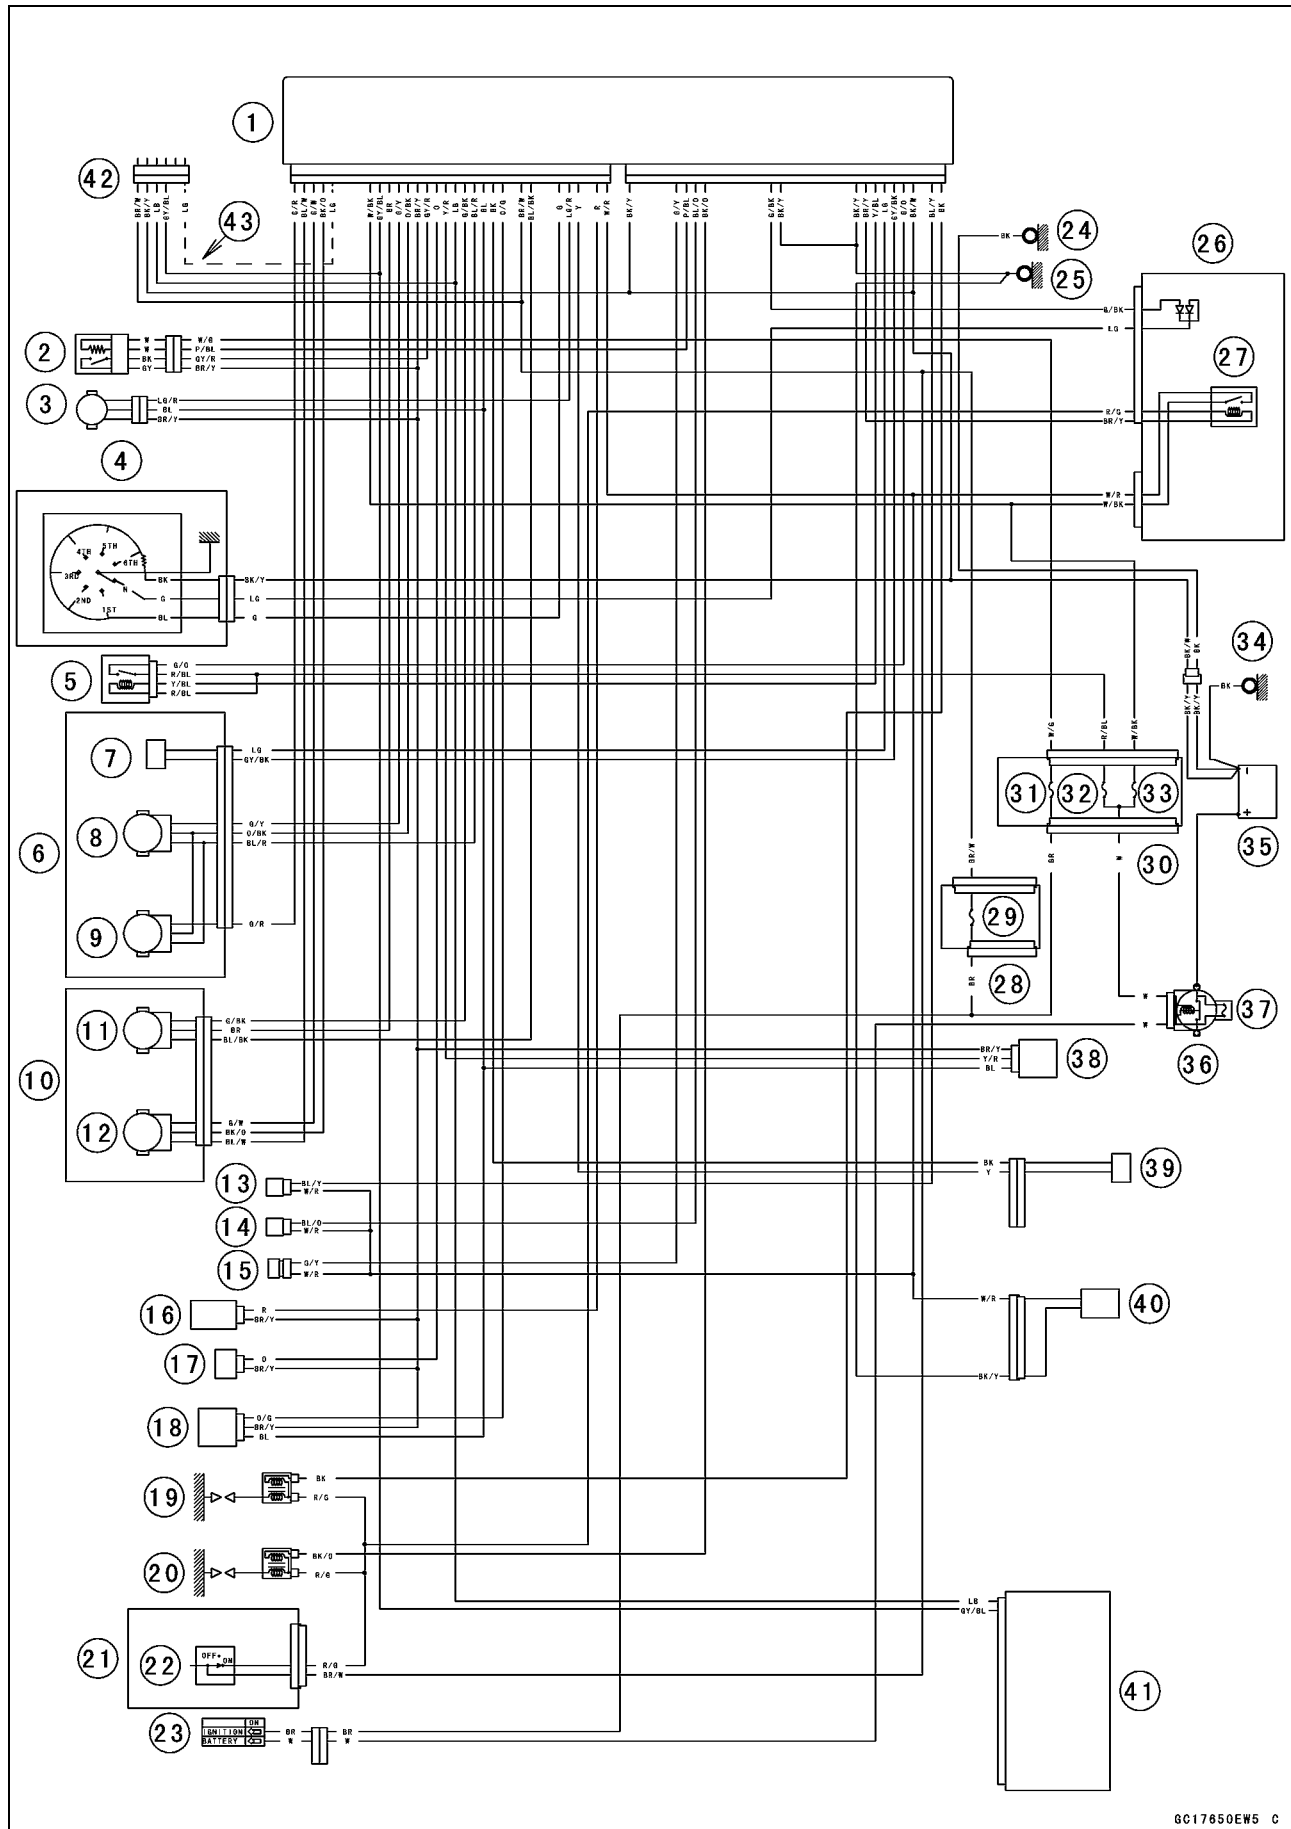 1
42
BR/W
BK/Y
LB
GY/BL
LG
43
G/R
BL/W
G/W
BK/O
LG
W/BK
GY/BL
BR
G/Y
O/BK
BR/Y
GY/R
O
Y/R
LB
G/BK
BL/R
BL
BK
O/G
BR/W
BL/BK
G
LG/R
Y
R
W/R
BK/Y
G/Y
P/BL
BL/O
BK/O
G/BK
BK/Y
BK/Y
BR/Y
Y/BL
LG
GY/BK
G/O
BK/W
BL/Y
BK
BK 24
25
26
G/BK
LG
27
R/G
BR/Y
W/R
W/BK
2
W W/G
W P/BL
BK GY/R
GY BR/Y
3
LG/R
BL
BR/Y
4
4TH 5TH
6TH
3RD
N
2ND
1ST
BK BK/Y
G LG
BL G
5
G/O
R/BL
Y/BL
R/BL
BK/W
BK
BK/Y
BK/Y
34
BK
6
7
LG
GY/BK
8
G/Y
O/BK
BL/R
9
G/R
W/G
R/BL
W/BK
31 32 33
BR
W
30
35
- 
+
BR/W
29
BR
28
W
W
37
36
10
11
G/BK
BR
BL/BK
12
G/W
BK/O
BL/W
BR/Y
Y/R
BL
38
BK
Y
39
13
BL/Y
W/R
14
BL/O
W/R
15
G/Y
W/R
16
R
BR/Y
17
O
BR/Y
18
O/G
BR/Y
BL
W/R
40
BK/Y
19
BK
R/G
20
BK/O
R/G
LB
GY/BL
41
21
22
OFF ON
R/G
BR/W
23
ON
IGNITION
BATTERY
BR BR
W W
GC17650EW5 C